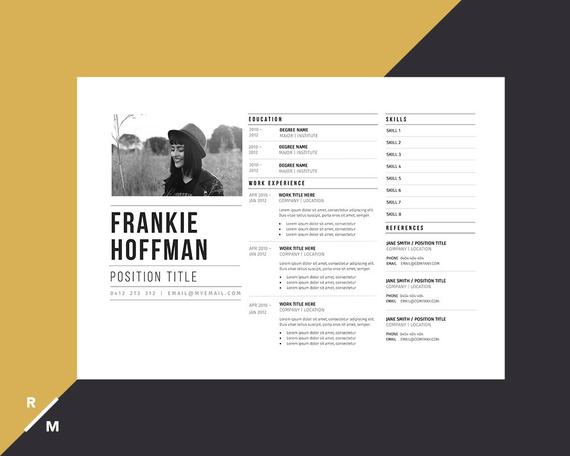 FRANKIE
HOFFMAN
POSITION TITLE
0412 212 312 | EMAIL@MYEMAIL.COM
EDUCATION
2010 –
2012
DEGREE NAME
MAJOR | INSTITUTE
2010 –
2012
DEGREE NAME
MAJOR | INSTITUTE
2010 –
2012
DEGREE NAME
MAJOR | INSTITUTE
WORK EXPERIENCE
APR 2010 –
JAN 2012
WORK TITLE HERE
COMPANY | LOCATION
Lorem ipsum dolor sit amet, consectetur adipiscing elit.
Duis vitae tellus suscipit, porta eros sit amet, semper.
• Lorem ipsum dolor sit amet, consectetur
• Lorem ipsum dolor sit amet, consectetur
• Lorem ipsum dolor sit amet, consectetur
APR 2010 –
JAN 2012
WORK TITLE HERE
COMPANY | LOCATION
Lorem ipsum dolor sit amet, consectetur adipiscing elit.
Duis vitae tellus suscipit, porta eros sit amet, semper.
• Lorem ipsum dolor sit amet, consectetur
• Lorem ipsum dolor sit amet, consectetur
• Lorem ipsum dolor sit amet, consectetur
APR 2010 –
JAN 2012
WORK TITLE HERE
COMPANY | LOCATION
Lorem ipsum dolor sit amet, consectetur adipiscing elit.
Duis vitae tellus suscipit, porta eros sit amet, semper.
• Lorem ipsum dolor sit amet, consectetur
• Lorem ipsum dolor sit amet, consectetur
• Lorem ipsum dolor sit amet, consectetur
SKILLS
SKILL 1
SKILL 2
SKILL 3
SKILL 4
SKILL 5
SKILL 6
SKILL 7
SKILL 8
REFERENCES
JANE SMITH / POSITION TITLE
COMPANY | LOCATION
PHONE 0404 404 404
EMAIL EMAIL@COMPANY.COM
JANE SMITH / POSITION TITLE
COMPANY | LOCATION
PHONE 0404 404 404
EMAIL EMAIL@COMPANY.COM
JANE SMITH / POSITION TITLE
COMPANY | LOCATION
PHONE 0404 404 404
EMAIL EMAIL@COMPANY.COM
R / M